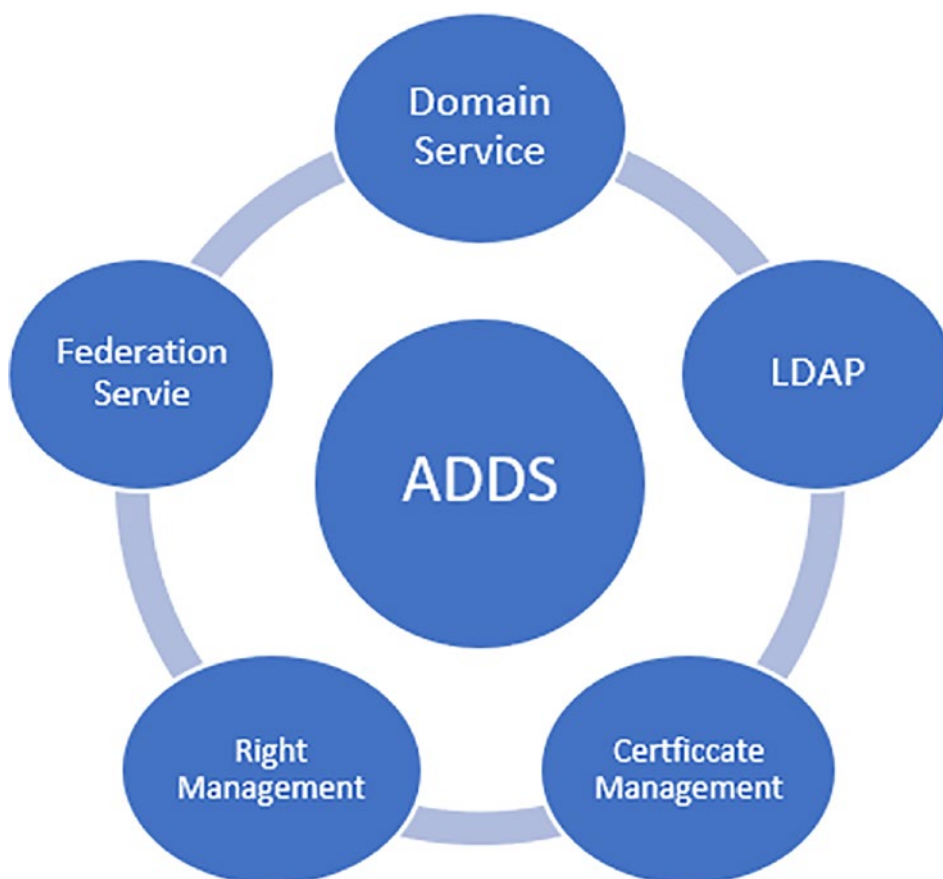 Domain
Service
Federation
Servie
LDAP
ADDS
Right
Management
Certficcate
Management